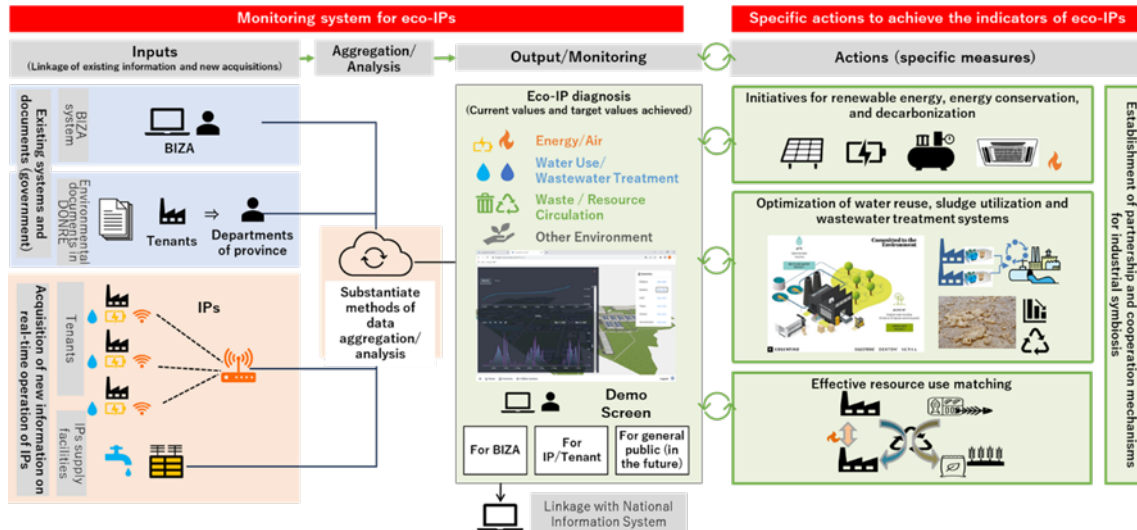 Monitoring system for eco-IPs
Specific actions to achieve the indicators of eco-IPs
Inputs
(Linkage of existing information and new acquisitions)
Aggregation/
Analysis
Output/Monitoring
Actions (specific measures)
Existing systems and
documents (government)
BIZA
system
BIZA
Environmental
documents in
DONRE
Tenants
⇒
Departments
of province
Acquisition of new information on
real-time operation of IPs
Tenants
IPs
IPs supply
facilities
Substantiate
methods of
data
aggregation/
analysis
Eco-IP diagnosis
(Current values and target values achieved)
Energy/Air
Water Use/
Wastewater Treatment
Waste / Resource
Circulation
Other Environment
Demo
Screen
For BIZA
For
IP/Tenant
For general
public (in
the future)
Linkage with National
Information System
Initiatives for renewable energy, energy conservation,
and decarbonization
Optimization of water reuse, sludge utilization and
wastewater treatment systems
Committed to the
Environment
Effective resource use matching
Establishment of partnership and cooperation mechanisms
for industrial symbiosis